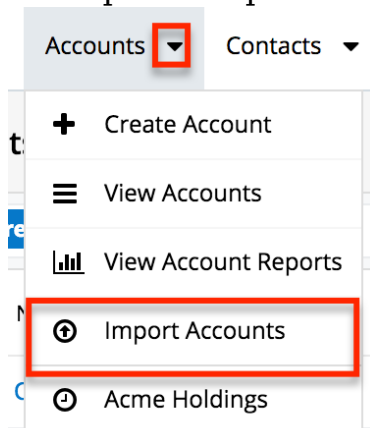 Accounts Contacts
Create Account
View Accounts
View Account Reports
Import Accounts
Acme Holdings